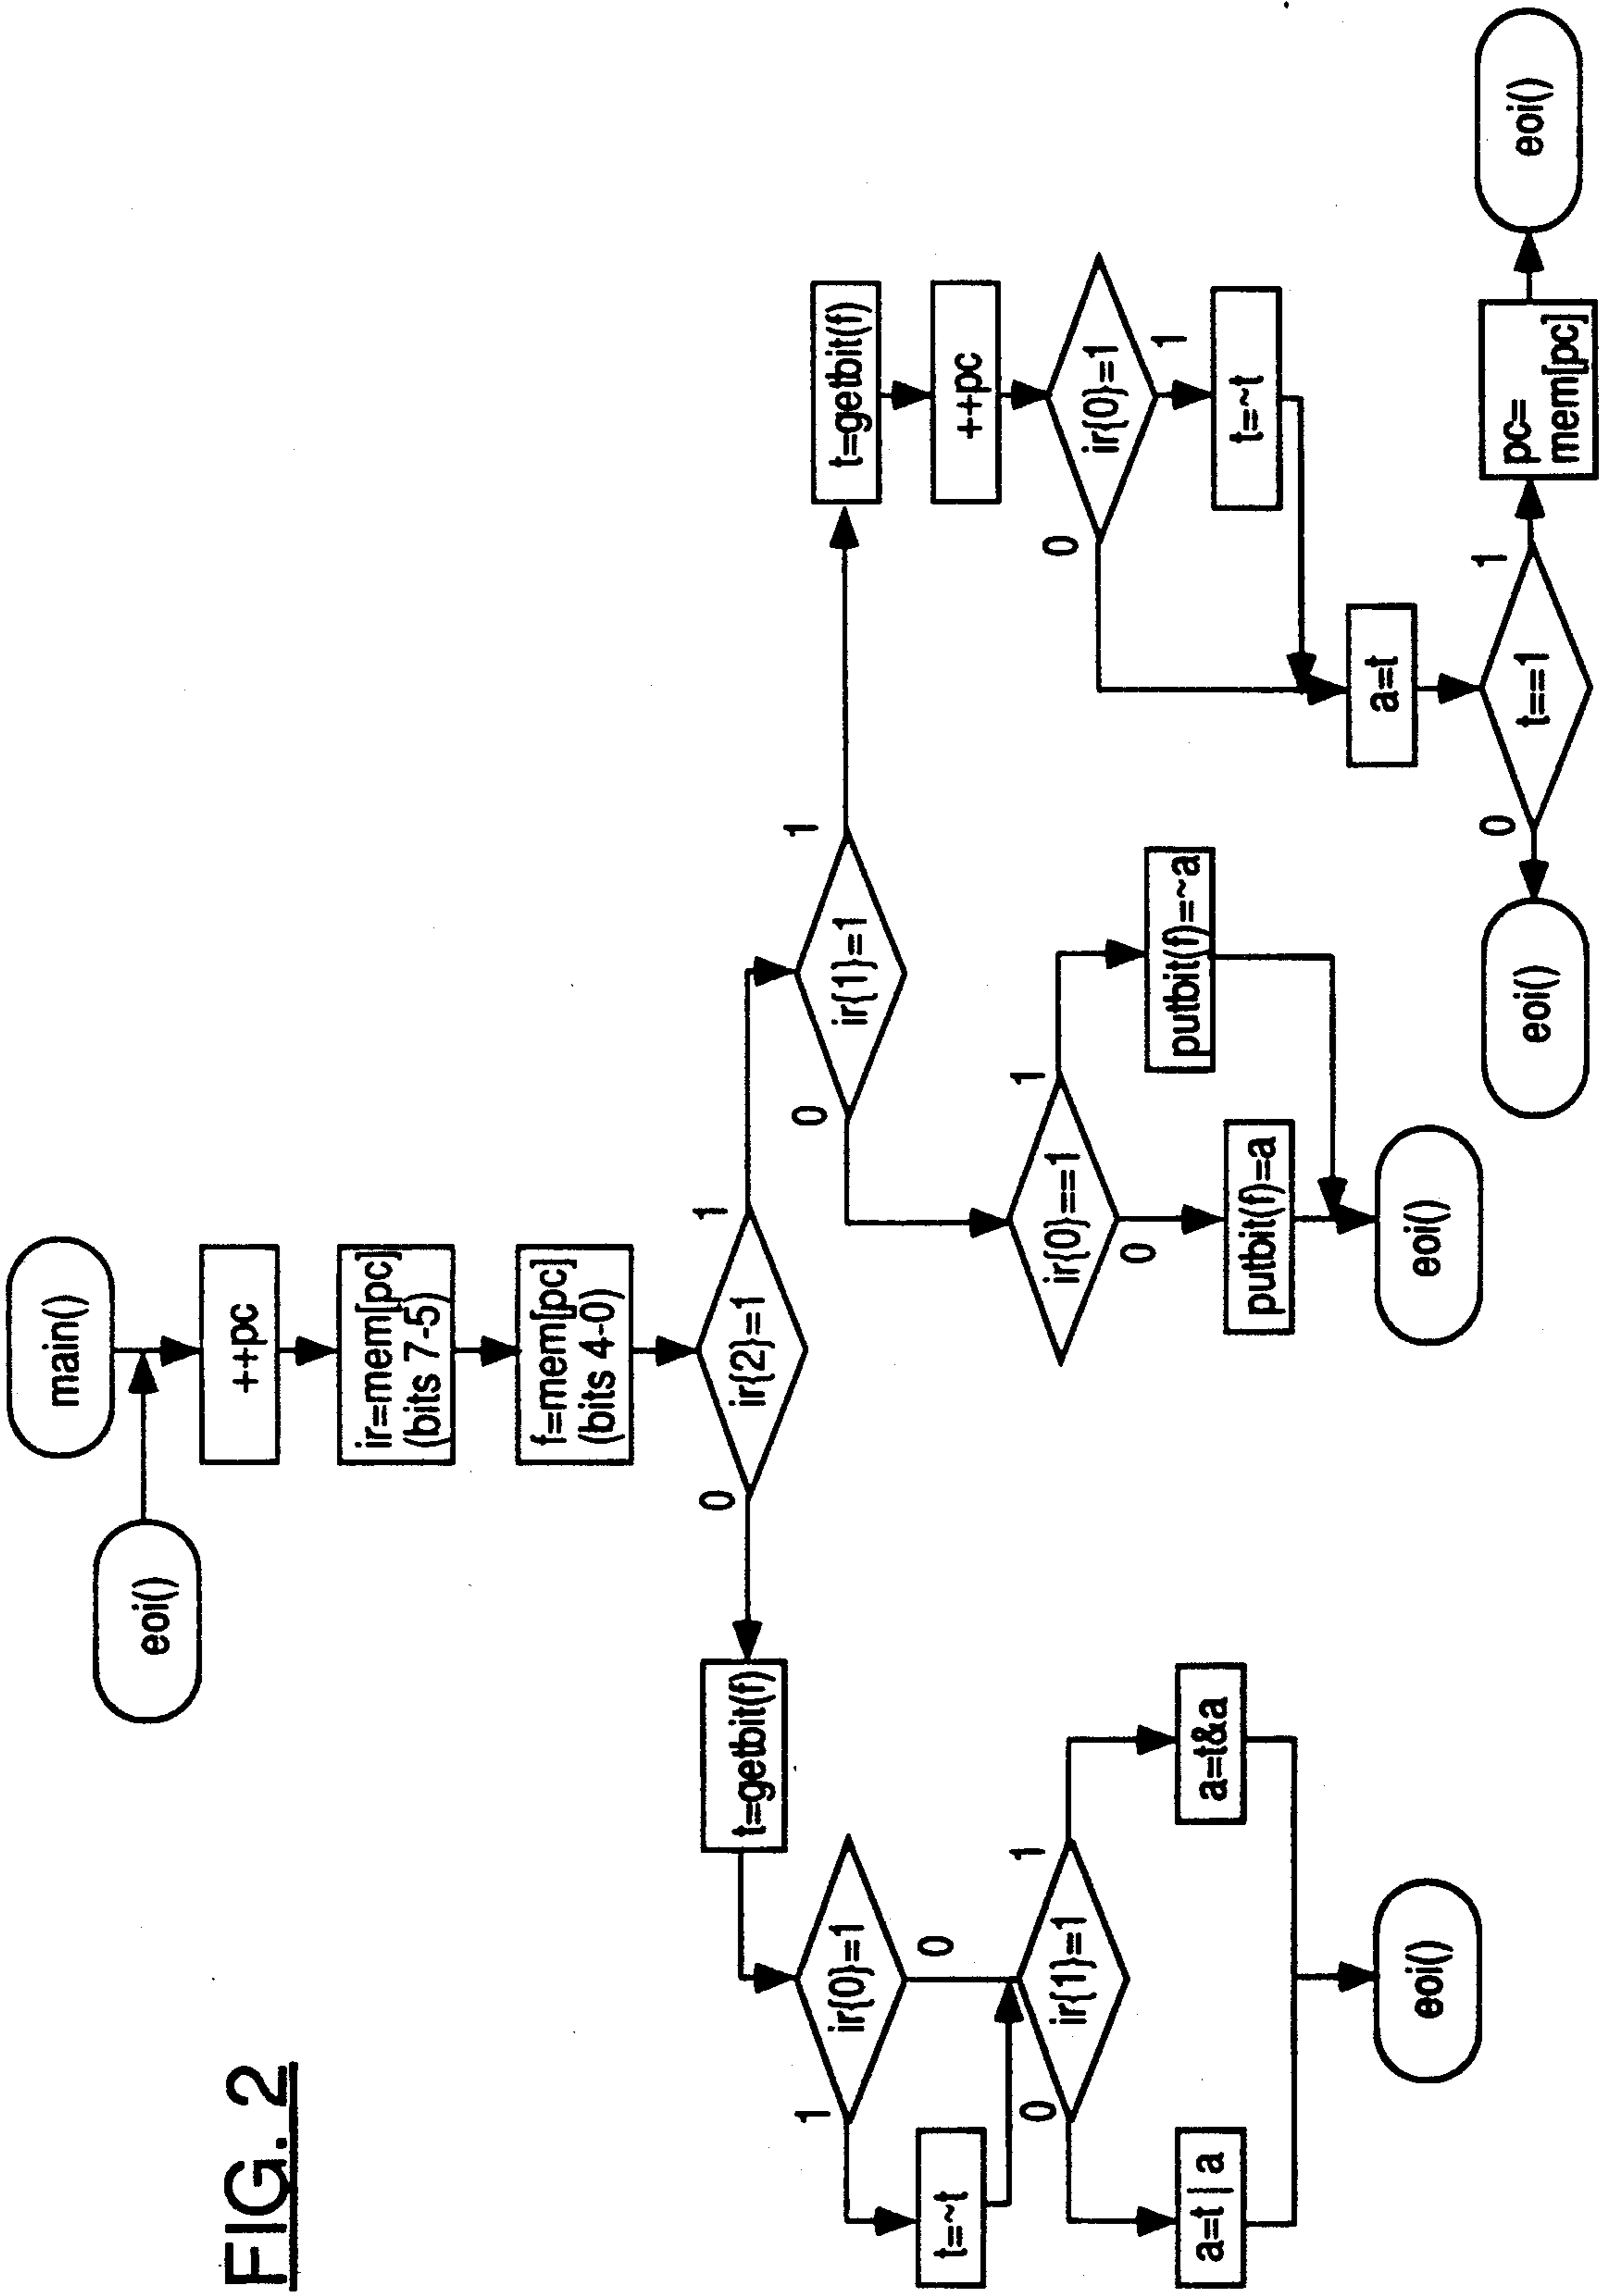 FIG. 2
main()
eoi()
++pc
ir=mem[pc]
(bits 7-5)
f=mem[pc]
(bits 4-0)
ir{2}=1
0
1
t=getbit(f)
ir{0}=1
1
0
t=~t
ir{1}=1
0
1
a=t | a
a=t&a
eoi()
ir{1}=1
0
1
ir{0}==1
1
0
putbit(f)=~a
putbit(f)=a
eoi()
t=getbit(f)
++pc
ir{0}=1
0
1
t=~t
a=t
t==1
0
1
eoi()
pc=
mem[pc]
eoi()